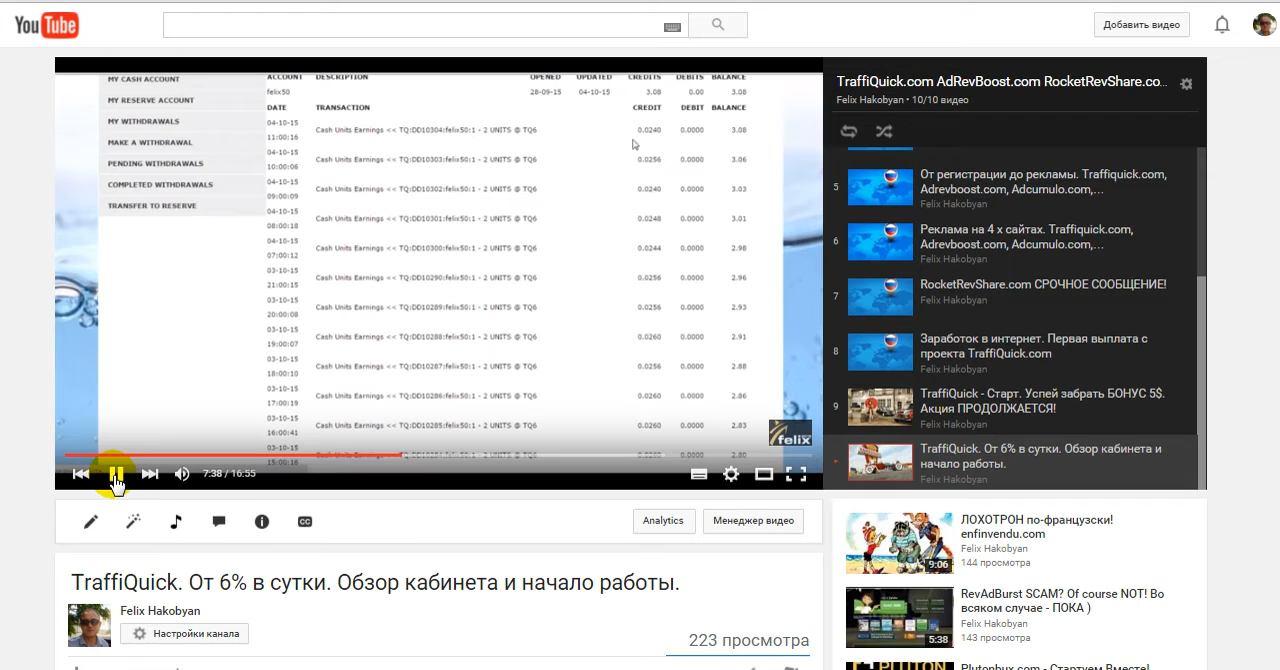 YouTube
Добавить видео
MY CASH ACCOUNT
MY RESERVE ACCOUNT
MY WITHDRAWALS
MAKE A WITHDRAWAL
PENDING WITHDRAWALS
COMPLETED WITHDRAWALS
TRANSFER TO RESERVE
ACCOUNT DESCRIPTION OPENED UPDATED CREDITS DEBITS BALANCE
felix50 28-09-15 04-10-15 3.08 0.00 3.08
DATE TRANSACTION CREDIT DEBIT BALANCE
04-10-15
11:00:16 Cash Units Earnings << TQ:DD10304:felix50:1 - 2 UNITS @ TQ6 0.0240 0.0000 3.08
04-10-15
10:00:06 Cash Units Earnings << TQ:DD10303:felix50:1 - 2 UNITS @ TQ6 0.0256 0.0000 3.06
04-10-15
09:00:09 Cash Units Earnings << TQ:DD10302:felix50:1 - 2 UNITS @ TQ6 0.0240 0.0000 3.03
04-10-15
08:00:18 Cash Units Earnings << TQ:DD10301:felix50:1 - 2 UNITS @ TQ6 0.0248 0.0000 3.01
04-10-15
07:00:12 Cash Units Earnings << TQ:DD10300:felix50:1 - 2 UNITS @ TQ6 0.0244 0.0000 2.98
03-10-15
21:00:15 Cash Units Earnings << TQ:DD10290:felix50:1 - 2 UNITS @ TQ6 0.0256 0.0000 2.96
03-10-15
20:00:08 Cash Units Earnings << TQ:DD10289:felix50:1 - 2 UNITS @ TQ6 0.0256 0.0000 2.93
03-10-15
19:00:07 Cash Units Earnings << TQ:DD10288:felix50:1 - 2 UNITS @ TQ6 0.0260 0.0000 2.91
03-10-15
18:00:10 Cash Units Earnings << TQ:DD10287:felix50:1 - 2 UNITS @ TQ6 0.0256 0.0000 2.88
03-10-15
17:00:19 Cash Units Earnings << TQ:DD10286:felix50:1 - 2 UNITS @ TQ6 0.0260 0.0000 2.86
03-10-15
16:00:41 Cash Units Earnings << TQ:DD10285:felix50:1 - 2 UNITS @ TQ6 0.0260 0.0000 2.83
03-10-15
15:00:16 2.80
felix
7:38 / 16:55
TraffiQuick.com AdRevBoost.com RocketRevShare.co...
Felix Hakobyan • 10/10 видео
5 От регистрации до рекламы. Traffiquick.com,
Adrevboost.com, Adcumulo.com,...
Felix Hakobyan
6 Реклама на 4 х сайтах. Traffiquick.com,
Adrevboost.com, Adcumulo.com,...
Felix Hakobyan
7 RocketRevShare.com СРОЧНОЕ СООБЩЕНИЕ!
Felix Hakobyan
8 Заработок в интернет. Первая выплата с
проекта TraffiQuick.com
Felix Hakobyan
9 TraffiQuick - Старт. Успей забрать БОНУС 5$.
Акция ПРОДОЛЖАЕТСЯ!
Felix Hakobyan
TraffiQuick. От 6% в сутки. Обзор кабинета и
начало работы.
Felix Hakobyan
CC
Analytics
Менеджер видео
TraffiQuick. От 6% в сутки. Обзор кабинета и начало работы.
Felix Hakobyan
Настройки канала
223 просмотра
9:06
ЛОХОТРОН по-французски!
enfinvendu.com
Felix Hakobyan
144 просмотра
5:38
RevAdBurst SCAM? Of course NOT! Во
всяком случае - ПОКА )
Felix Hakobyan
143 просмотра
PLUTON
Plutonbux.com - Стартуем Вместе!